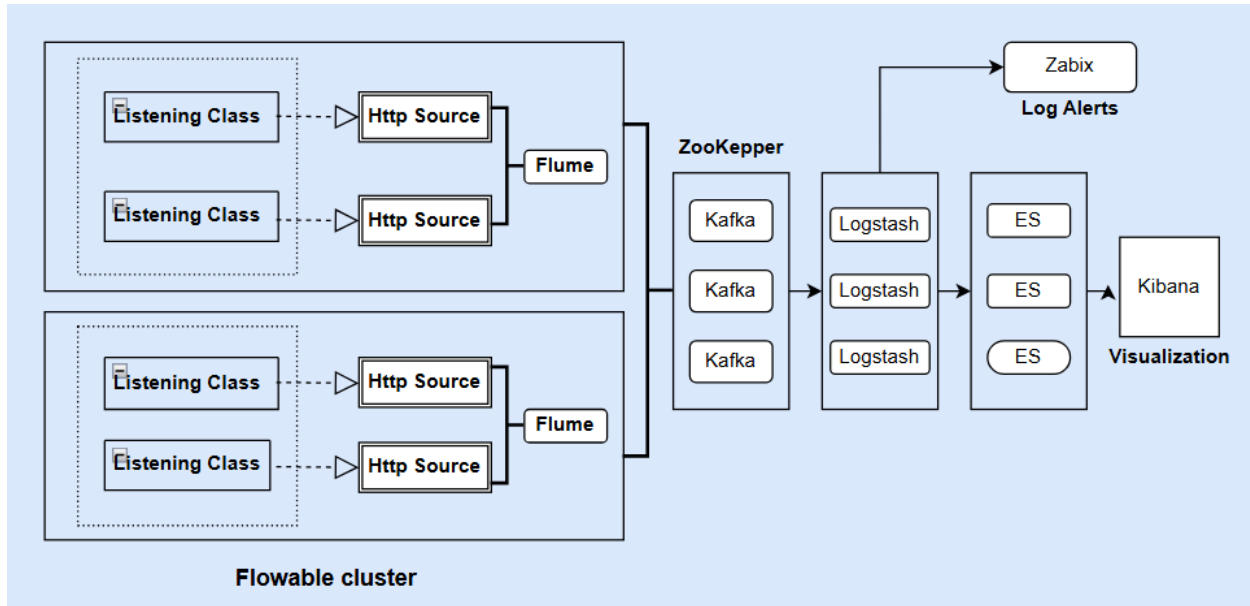 Zabix
Log Alerts
Listening Class
Http Source
Flume
Listening Class
Http Source
ZooKepper
Kafka
Kafka
Kafka
Logstash
Logstash
Logstash
ES
ES
ES
Kibana
Visualization
Listening Class
Http Source
Flume
Listening Class
Http Source
Flowable cluster